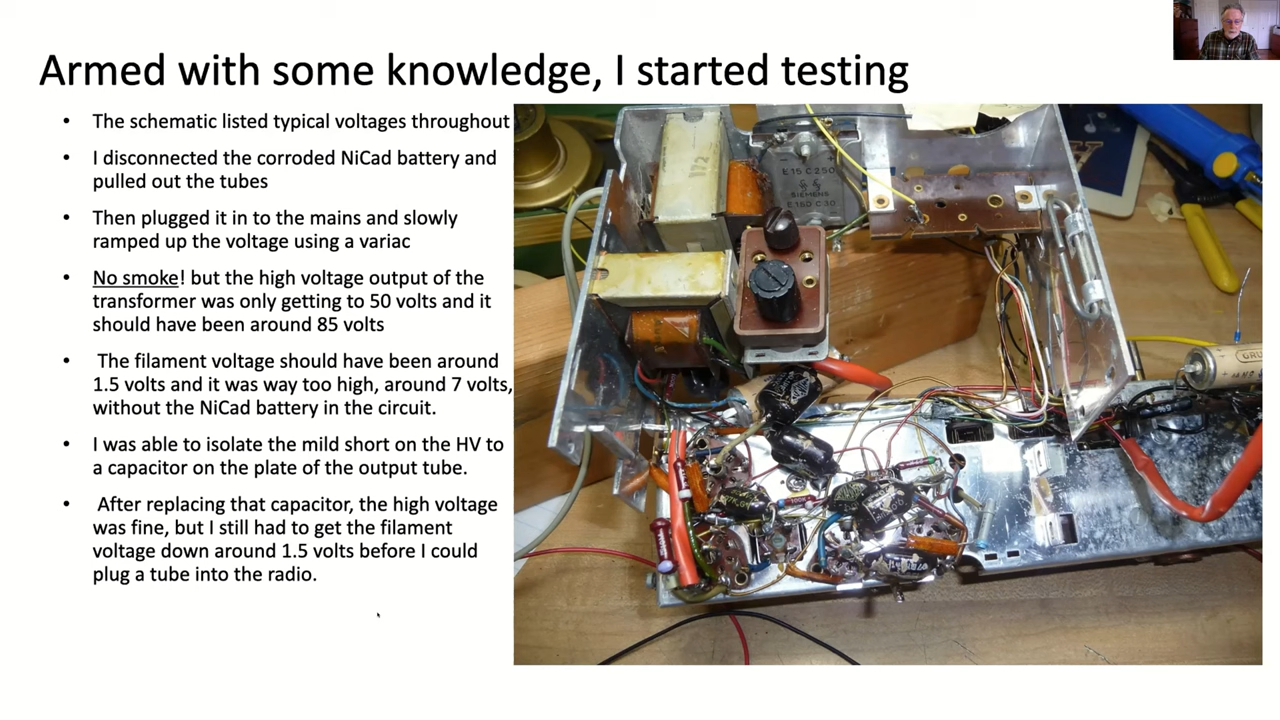 Armed with some knowledge, I started testing
• The schematic listed typical voltages throughout
• I disconnected the corroded NiCad battery and
pulled out the tubes
• Then plugged it in to the mains and slowly
ramped up the voltage using a variac
• No smoke! but the high voltage output of the
transformer was only getting to 50 volts and it
should have been around 85 volts
• The filament voltage should have been around
1.5 volts and it was way too high, around 7 volts,
without the NiCad battery in the circuit.
• I was able to isolate the mild short on the HV to
a capacitor on the plate of the output tube.
• After replacing that capacitor, the high voltage
was fine, but I still had to get the filament
voltage down around 1.5 volts before I could
plug a tube into the radio.
172
E15 C 250
SIEMENS